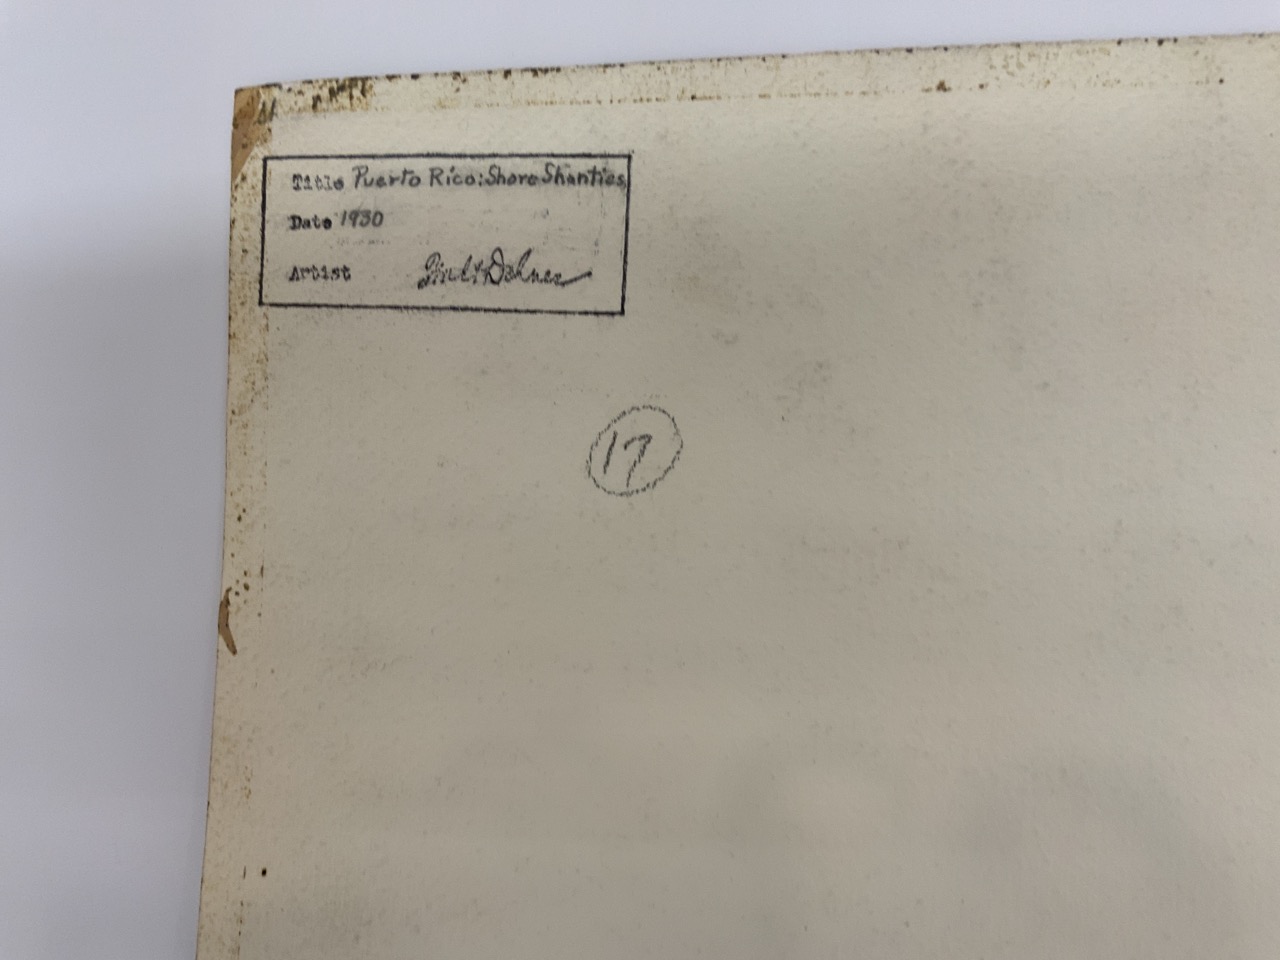 Title Puerto Rico: Shore Shanties
Date 1930
Artist
17